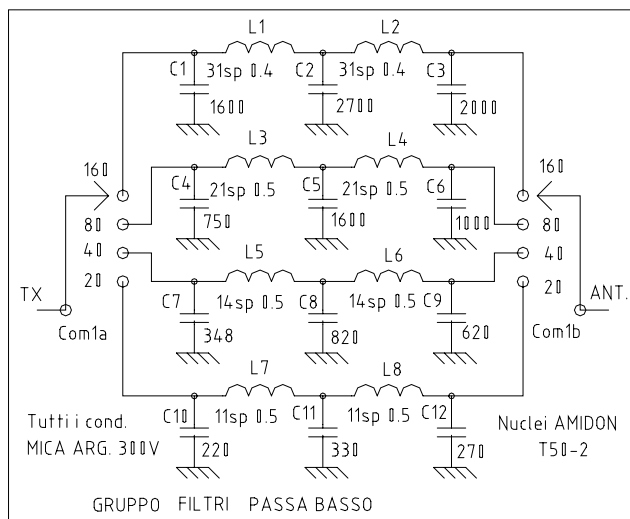 L1 L2
C1 31sp 0.4 C2 31sp 0.4 C3
1600 2700 2000
L3 L4
160 160
C4 21sp 0.5 C5 21sp 0.5 C6
80 750 1600 1000 80
40 L5 L6 40
20 20
TX C7 14sp 0.5 C8 14sp 0.5 C9 ANT.
Com1a 348 820 620 Com1b
L7 L8
Tutti i cond. C10 11sp 0.5 C11 11sp 0.5 C12 Nuclei AMIDON
MICA ARG. 300V 220 330 270 T50-2
GRUPPO FILTRI PASSA BASSO